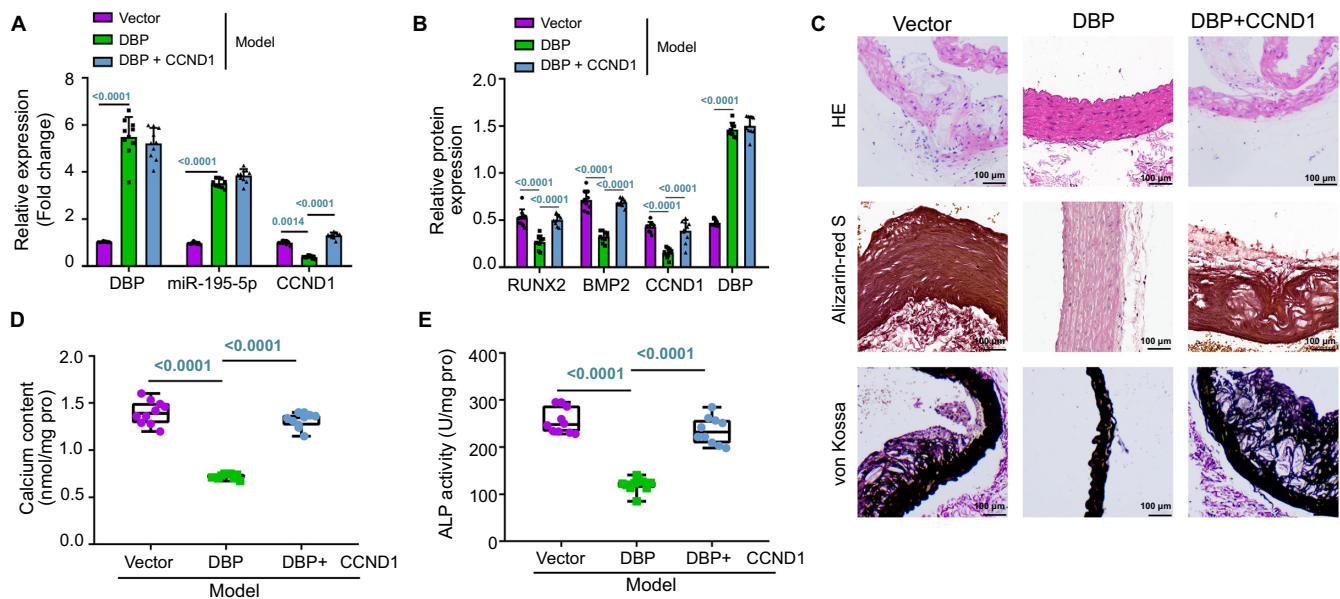 A
Vector
DBP
DBP + CCND1
Model
Relative expression
(Fold change)
8
6
4
2
0
<0.0001
<0.0001
0.0014
<0.0001
DBP
miR-195-5p
CCND1
B
Vector
DBP
DBP + CCND1
Model
Relative protein
expression
2.0
1.5
1.0
0.5
0.0
<0.0001
<0.0001
<0.0001
<0.0001
<0.0001
<0.0001
<0.0001
RUNX2
BMP2
CCND1
DBP
C
Vector
DBP
DBP+CCND1
HE
100 μm
100 μm
100 μm
Alizarin-red S
100 μm
100 μm
100 μm
von Kossa
100 μm
100 μm
100 μm
D
Calcium content
(nmol/mg pro)
2.0
1.5
1.0
0.5
0.0
<0.0001
<0.0001
Vector
DBP
DBP+
CCND1
Model
E
ALP activity (U/mg pro)
400
300
200
100
0
<0.0001
<0.0001
Vector
DBP
DBP+
CCND1
Model